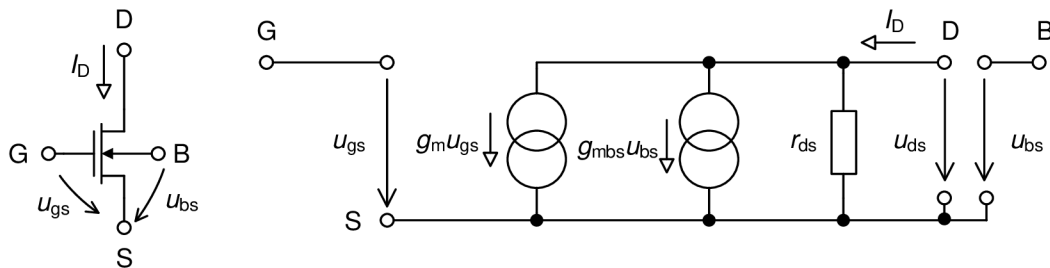 D
I_D
G
B
u_gs
u_bs
S
G
I_D
D
B
u_gs
g_m u_gs
g_mbs u_bs
r_ds
u_ds
u_bs
S